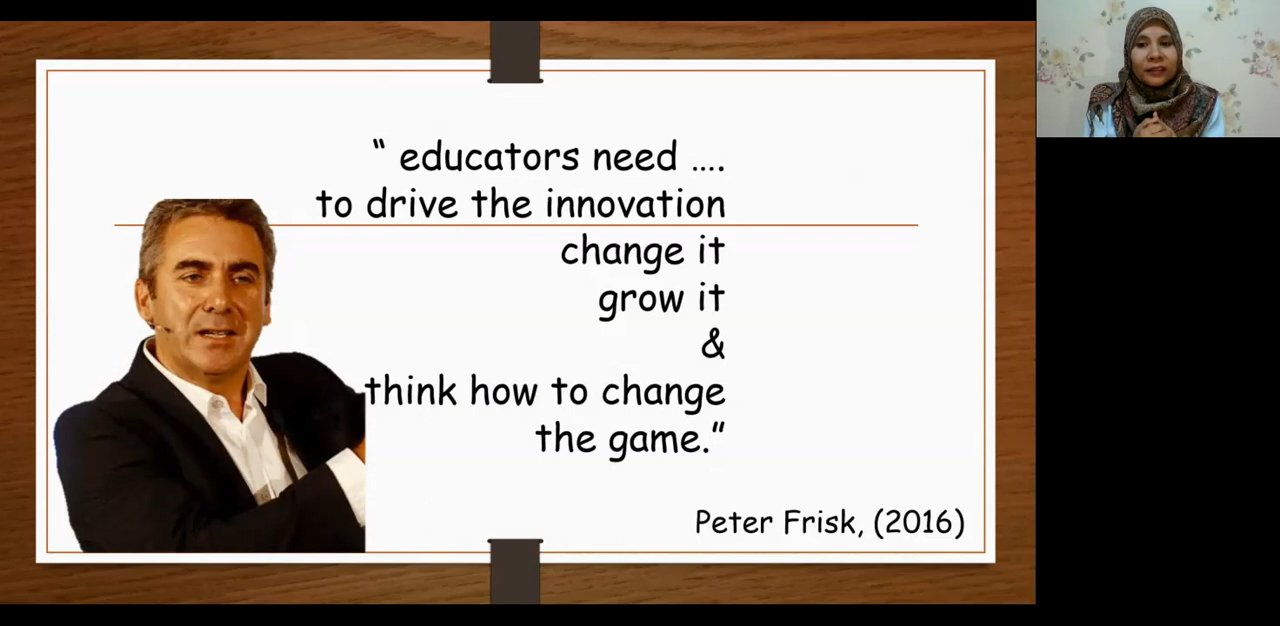 “ educators need ....
to drive the innovation
change it
grow it
&
think how to change
the game.”
Peter Frisk, (2016)